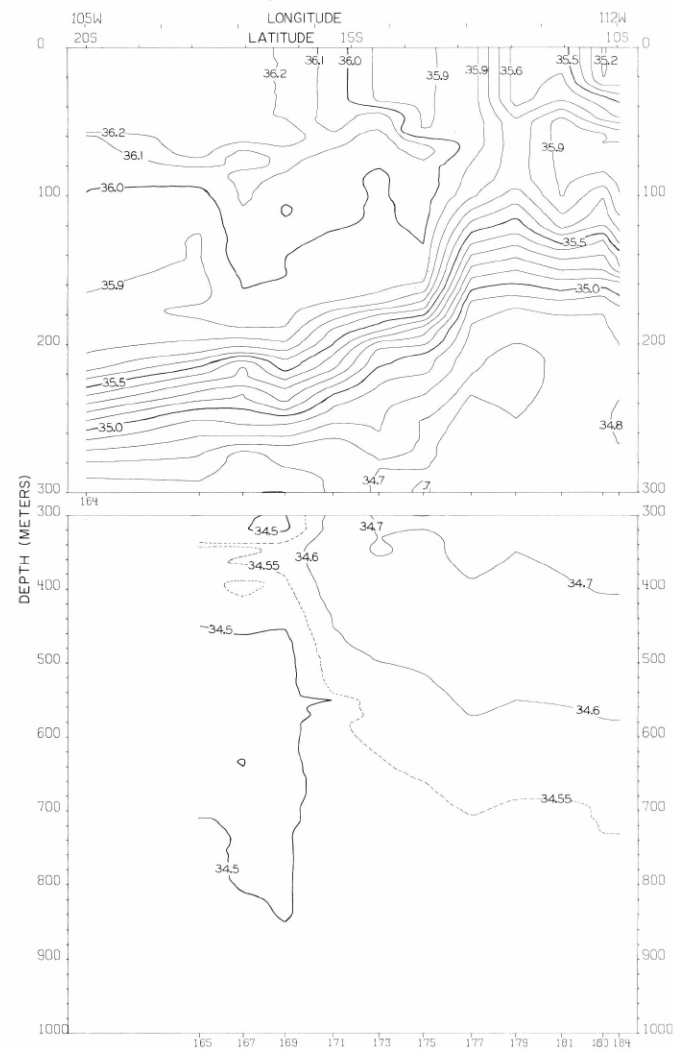 105W LONGITUDE 112W
20S LATITUDE 15S 10S
0 36.2 36.1 36.0 35.9 35.9 35.6 35.5 35.2 0
36.2
36.1 35.9
100 36.0 100
35.5
35.9 35.0
200 200
35.5
35.0 34.8
34.7 .7
300 300
164
DEPTH (METERS)
300 34.5 34.7 300
34.6
34.55
400 34.7 400
34.5
500 500
34.6
600 600
34.55
700 700
34.5
800 800
900 900
1000 1000
165 167 169 171 173 175 177 179 181 183 184